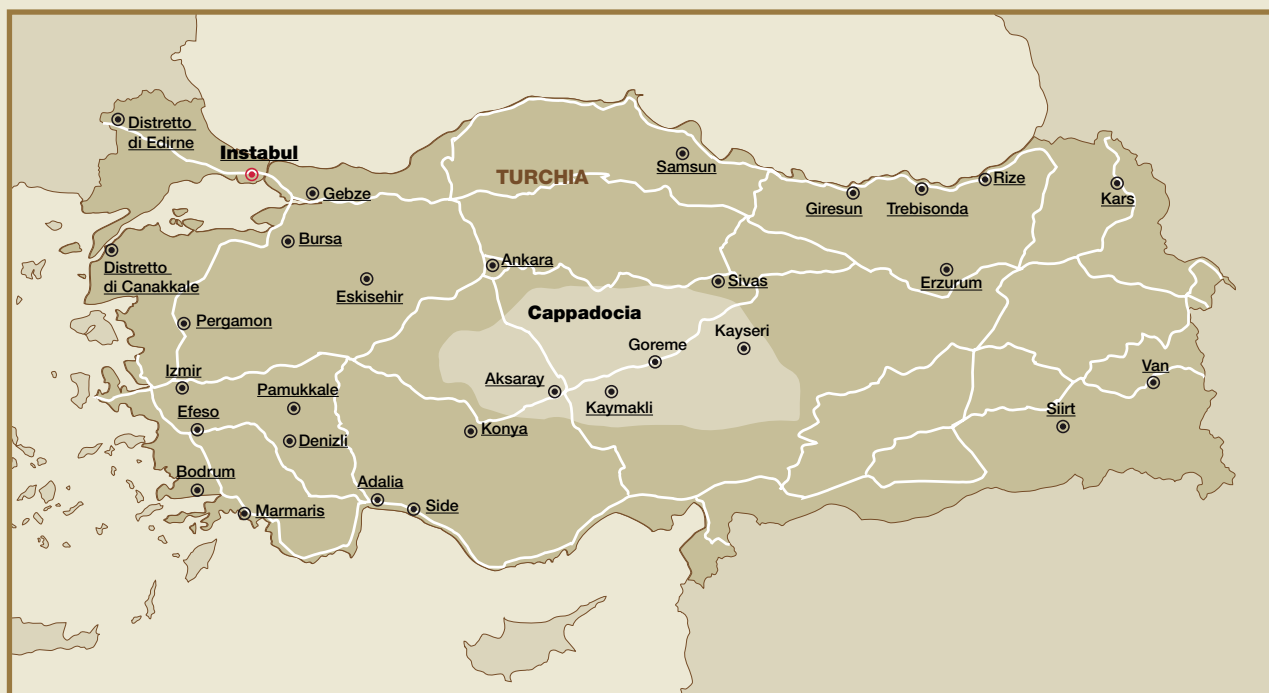 Distretto
di Edirne
Instabul
Gebze
TURCHIA
Samsun
Giresun
Trebisonda
Rize
Kars
Bursa
Distretto
di Canakkale
Eskisehir
Ankara
Sivas
Erzurum
Cappadocia
Pergamon
Goreme
Kayseri
Izmir
Pamukkale
Aksaray
Kaymakli
Van
Efeso
Denizli
Konya
Siirt
Bodrum
Marmaris
Adalia
Side